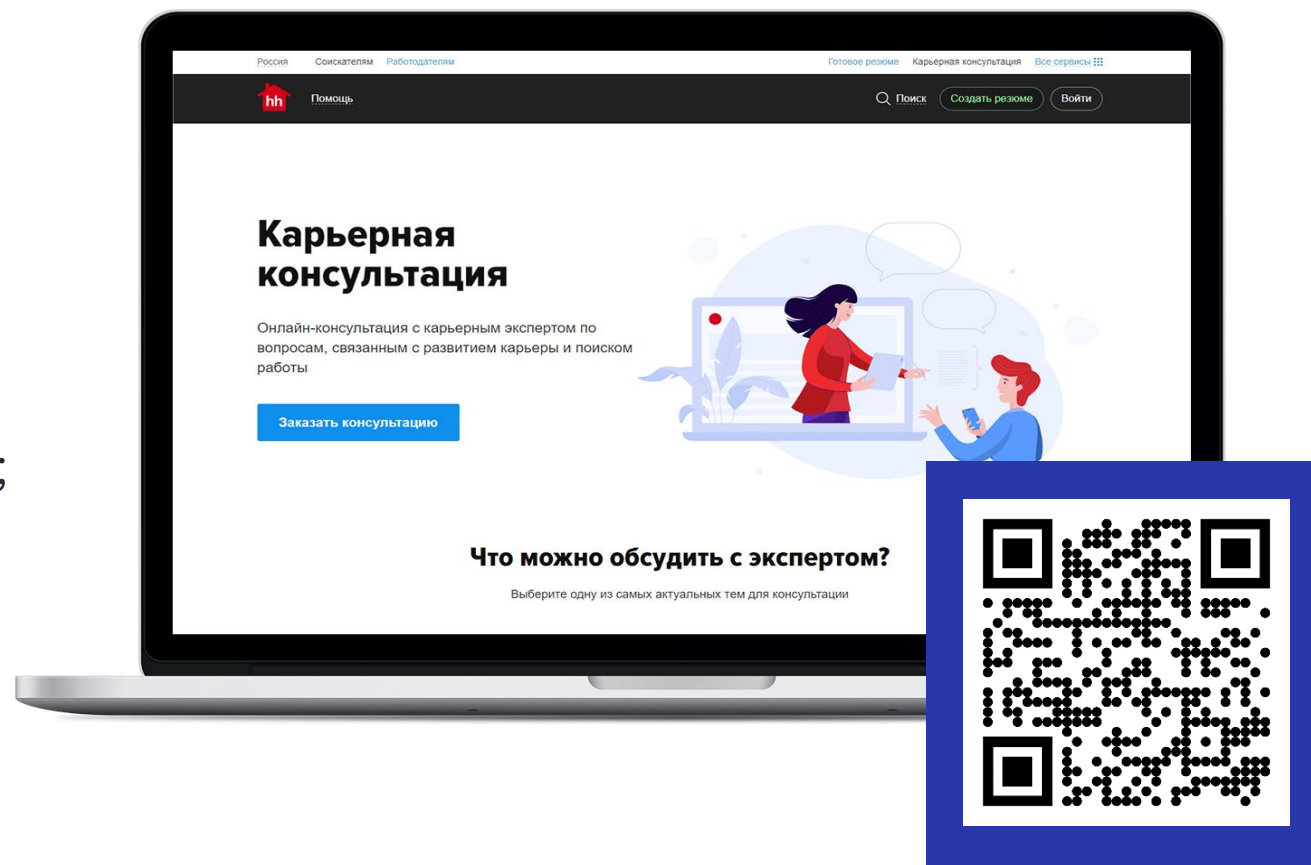 Россия Соискателям Работодателям Готовое резюме Карьерная консультация Все сервисы
hh Помощь Поиск Создать резюме Войти
Карьерная
консультация
Онлайн-консультация с карьерным экспертом по
вопросам, связанным с развитием карьеры и поиском
работы
Заказать консультацию
;
Что можно обсудить с экспертом?
Выберите одну из самых актуальных тем для консультации